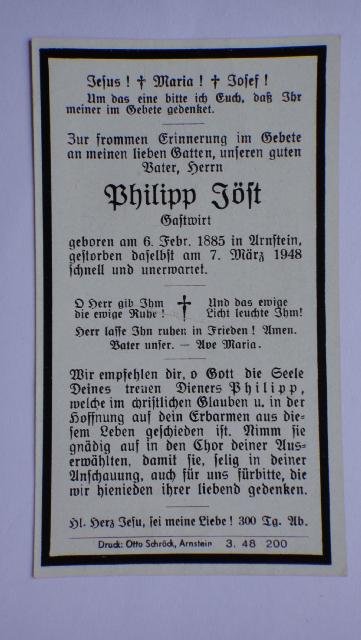 Jesus! † Maria! † Josef!
Um das eine bitte ich Euch, daß Ihr
meiner im Gebete gedenket.
Zur frommen Erinnerung im Gebete
an meinen lieben Gatten, unseren guten
Vater, Herrn
Philipp Jöst
Gastwirt
geboren am 6. Febr. 1885 in Arnstein,
gestorben daselbst am 7. März 1948
schnell und unerwartet.
O Herr gib Ihm † Und das ewige
die ewige Ruhe! Licht leuchte Ihm!
Herr lasse Ihn ruhen in Frieden! Amen.
Vater unser. — Ave Maria.
Wir empfehlen dir, o Gott die Seele
Deines treuen Dieners Philipp,
welche im christlichen Glauben u. in der
Hoffnung auf dein Erbarmen aus die-
sem Leben geschieden ist. Nimm sie
gnädig auf in den Chor deiner Aus-
erwählten, damit sie, selig in deiner
Anschauung, auch für uns fürbitte, die
wir hienieden ihrer liebend gedenken.
Hl. Herz Jesu, sei meine Liebe! 300 Tg. Ab.
Druck: Otto Schröck, Arnstein 3. 48 200